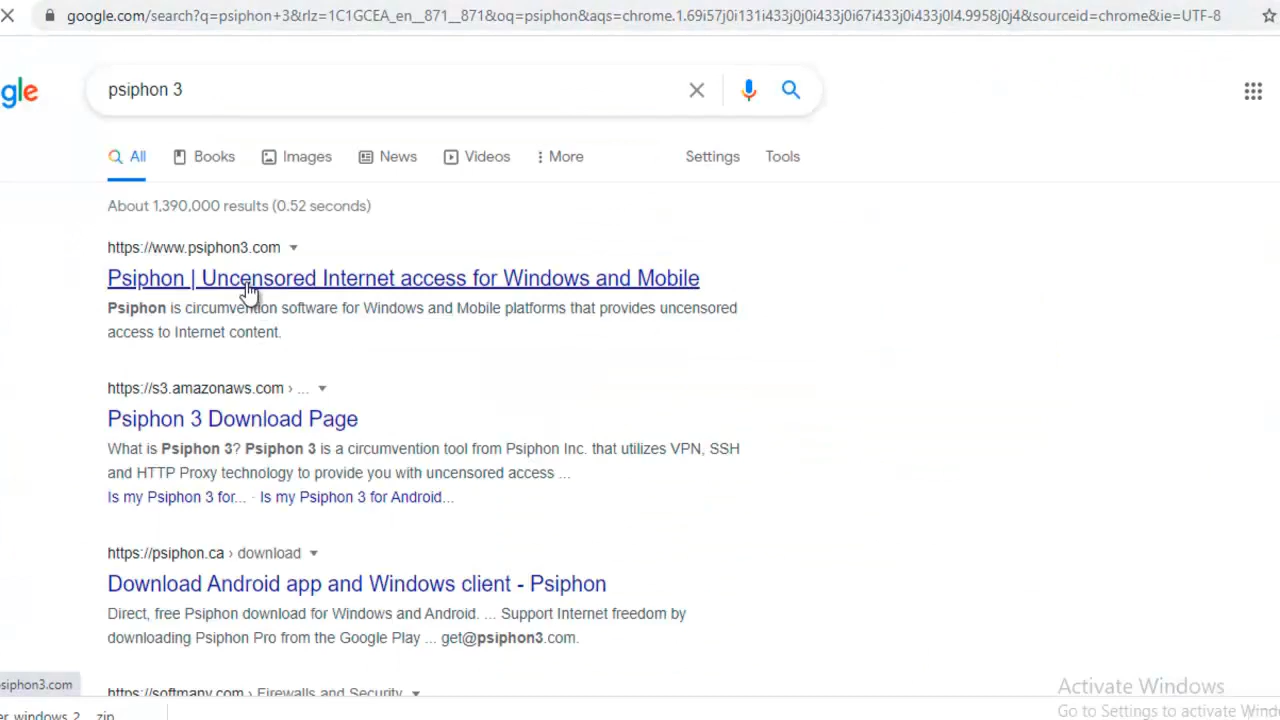 google.com/search?q=psiphon+3&rlz=1C1GCEA_en__871__871&oq=psiphon&aqs=chrome.1.69i57j0i131i433j0j0i433j0i67i433j0i433j0l4.9958j0j4&sourceid=chrome&ie=UTF-8
gle
psiphon 3
All
Books
Images
News
Videos
More
Settings
Tools
About 1,390,000 results (0.52 seconds)
https://www.psiphon3.com
Psiphon | Uncensored Internet access for Windows and Mobile
Psiphon is circumvention software for Windows and Mobile platforms that provides uncensored
access to Internet content.
https://s3.amazonaws.com › ...
Psiphon 3 Download Page
What is Psiphon 3? Psiphon 3 is a circumvention tool from Psiphon Inc. that utilizes VPN, SSH
and HTTP Proxy technology to provide you with uncensored access ...
Is my Psiphon 3 for... · Is my Psiphon 3 for Android...
https://psiphon.ca › download
Download Android app and Windows client - Psiphon
Direct, free Psiphon download for Windows and Android. ... Support Internet freedom by
downloading Psiphon Pro from the Google Play ... get@psiphon3.com.
siphon3.com
https://softmany.com › Firewalls and Security
Activate Windows
Go to Settings to activate Wind
er windows 2....zip